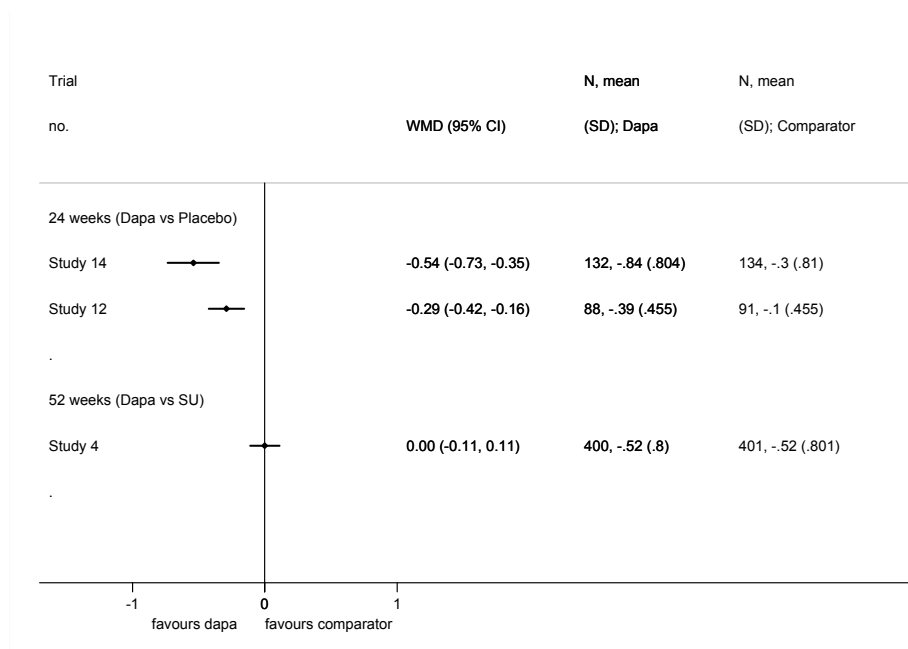 Trial N, mean N, mean
no. WMD (95% CI) (SD); Dapa (SD); Comparator
24 weeks (Dapa vs Placebo)
Study 14 -0.54 (-0.73, -0.35) 132, -.84 (.804) 134, -.3 (.81)
Study 12 -0.29 (-0.42, -0.16) 88, -.39 (.455) 91, -.1 (.455)
.
52 weeks (Dapa vs SU)
Study 4 0.00 (-0.11, 0.11) 400, -.52 (.8) 401, -.52 (.801)
.
-1 0 1
favours dapa favours comparator